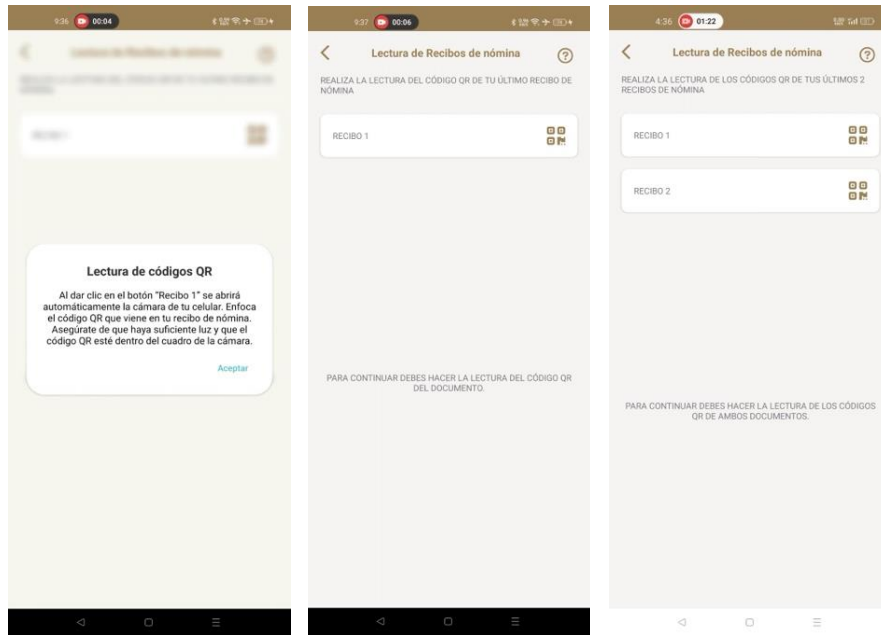 9:36 00:04
Lectura de códigos QR
Al dar clic en el botón "Recibo 1" se abrirá
automáticamente la cámara de tu celular. Enfoca
el código QR que viene en tu recibo de nómina.
Asegúrate de que haya suficiente luz y que el
código QR esté dentro del cuadro de la cámara.
Aceptar
9:37 00:06
Lectura de Recibos de nómina
REALIZA LA LECTURA DEL CÓDIGO QR DE TU ÚLTIMO RECIBO DE
NÓMINA
RECIBO 1
PARA CONTINUAR DEBES HACER LA LECTURA DEL CÓDIGO QR
DEL DOCUMENTO.
4:36 01:22
Lectura de Recibos de nómina
REALIZA LA LECTURA DE LOS CÓDIGOS QR DE TUS ÚLTIMOS 2
RECIBOS DE NÓMINA
RECIBO 1
RECIBO 2
PARA CONTINUAR DEBES HACER LA LECTURA DE LOS CÓDIGOS
QR DE AMBOS DOCUMENTOS.